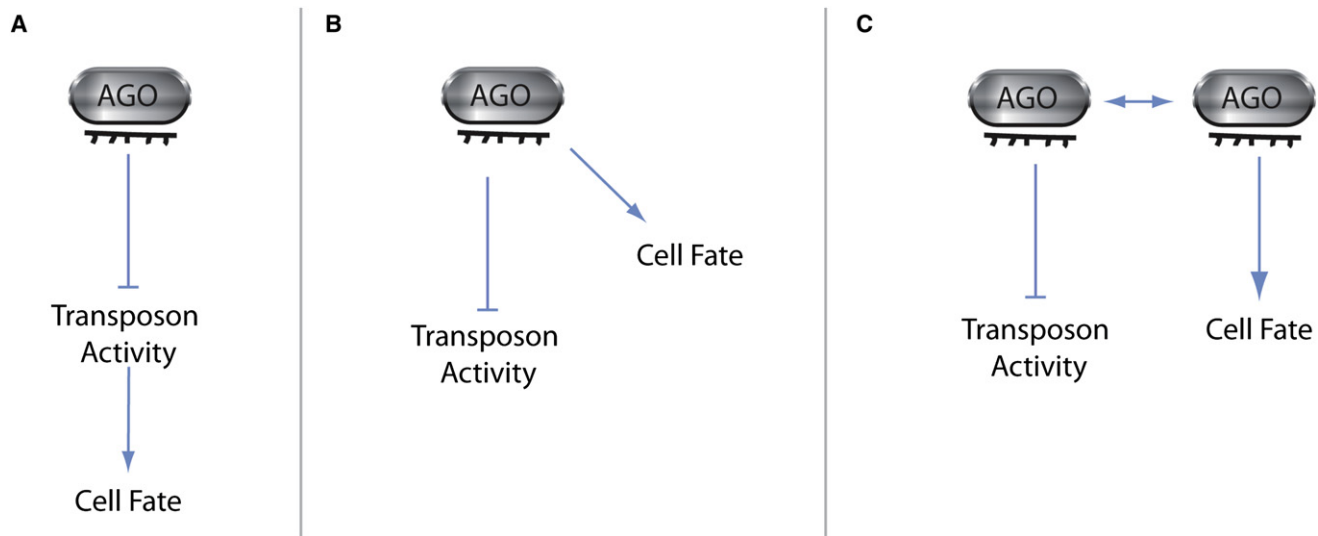 A
AGO
Transposon
Activity
Cell Fate
B
AGO
Cell Fate
Transposon
Activity
C
AGO
AGO
Transposon
Activity
Cell Fate